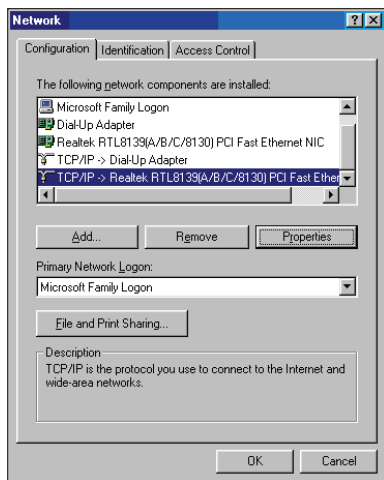 Network
Configuration Identification Access Control
The following network components are installed:
Microsoft Family Logon
Dial-Up Adapter
Realtek RTL8139(A/B/C/8130) PCI Fast Ethernet NIC
TCP/IP -> Dial-Up Adapter
TCP/IP -> Realtek RTL8139(A/B/C/8130) PCI Fast Ether
Add... Remove Properties
Primary Network Logon:
Microsoft Family Logon
File and Print Sharing...
Description
TCP/IP is the protocol you use to connect to the Internet and
wide-area networks.
OK Cancel